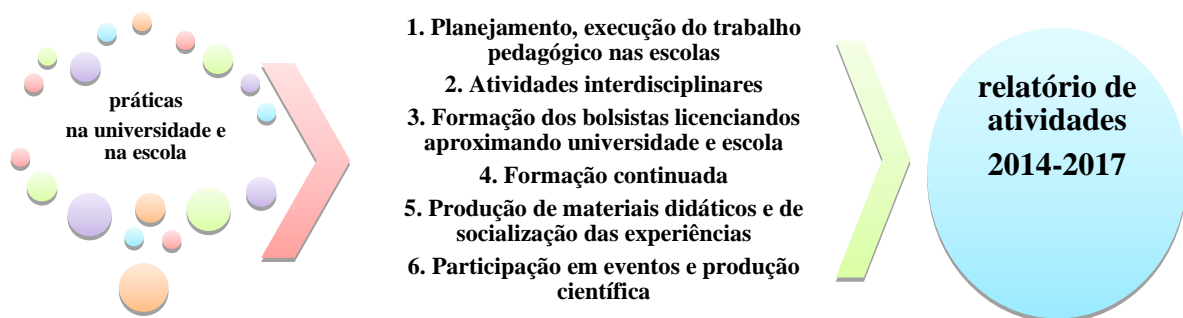 práticas
na universidade e
na escola
1. Planejamento, execução do trabalho
pedagógico nas escolas
2. Atividades interdisciplinares
3. Formação dos bolsistas licenciandos
aproximando universidade e escola
4. Formação continuada
5. Produção de materiais didáticos e de
socialização das experiências
6. Participação em eventos e produção
científica
relatório de
atividades
2014-2017